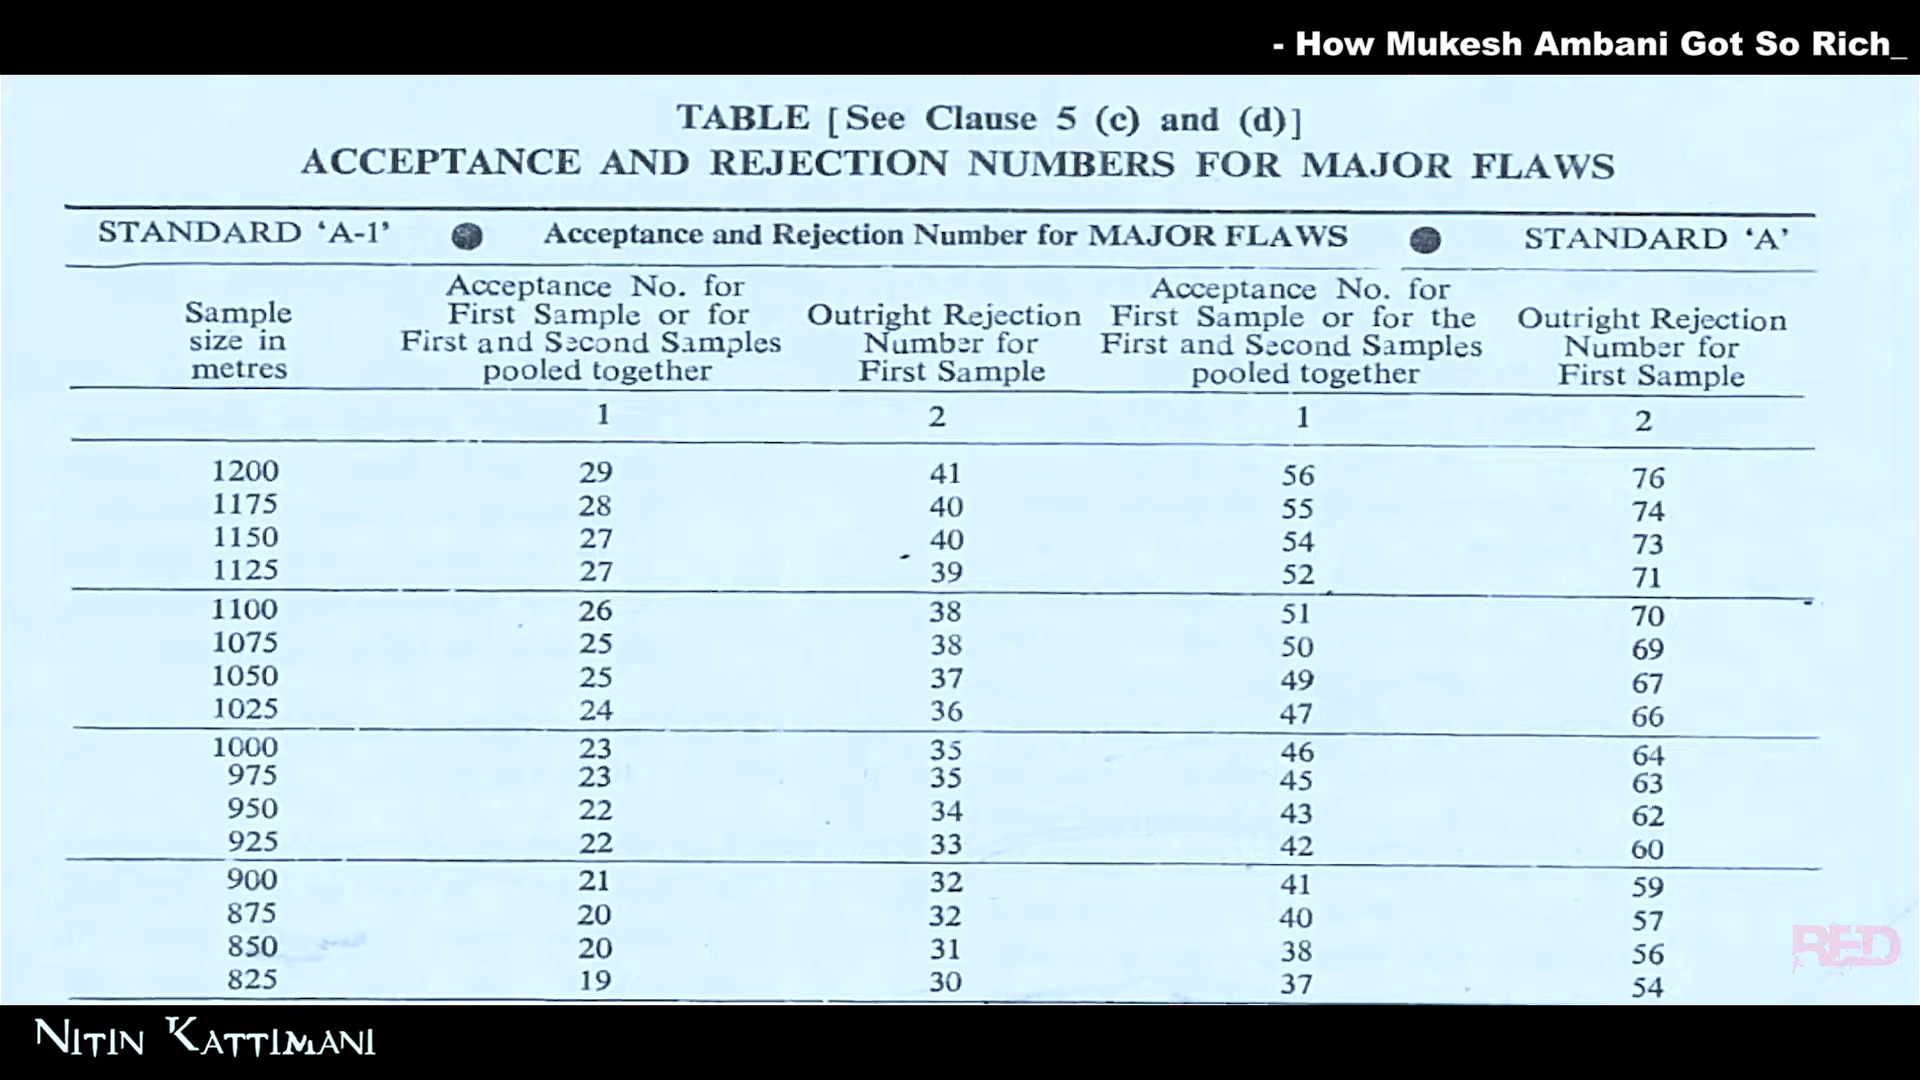 - How Mukesh Ambani Got So Rich_
TABLE [See Clause 5 (c) and (d)]
ACCEPTANCE AND REJECTION NUMBERS FOR MAJOR FLAWS
STANDARD ‘A-1’ ● Acceptance and Rejection Number for MAJOR FLAWS ● STANDARD ‘A’
Sample size in metres
Acceptance No. for First Sample or for First and Second Samples pooled together
Outright Rejection Number for First Sample
Acceptance No. for First Sample or for the First and Second Samples pooled together
Outright Rejection Number for First Sample
1 2 1 2
1200 29 41 56 76
1175 28 40 55 74
1150 27 40 54 73
1125 27 39 52 71
1100 26 38 51 70
1075 25 38 50 69
1050 25 37 49 67
1025 24 36 47 66
1000 23 35 46 64
975 23 35 45 63
950 22 34 43 62
925 22 33 42 60
900 21 32 41 59
875 20 32 40 57
850 20 31 38 56
825 19 30 37 54
RED
NITIN KATTIMANI